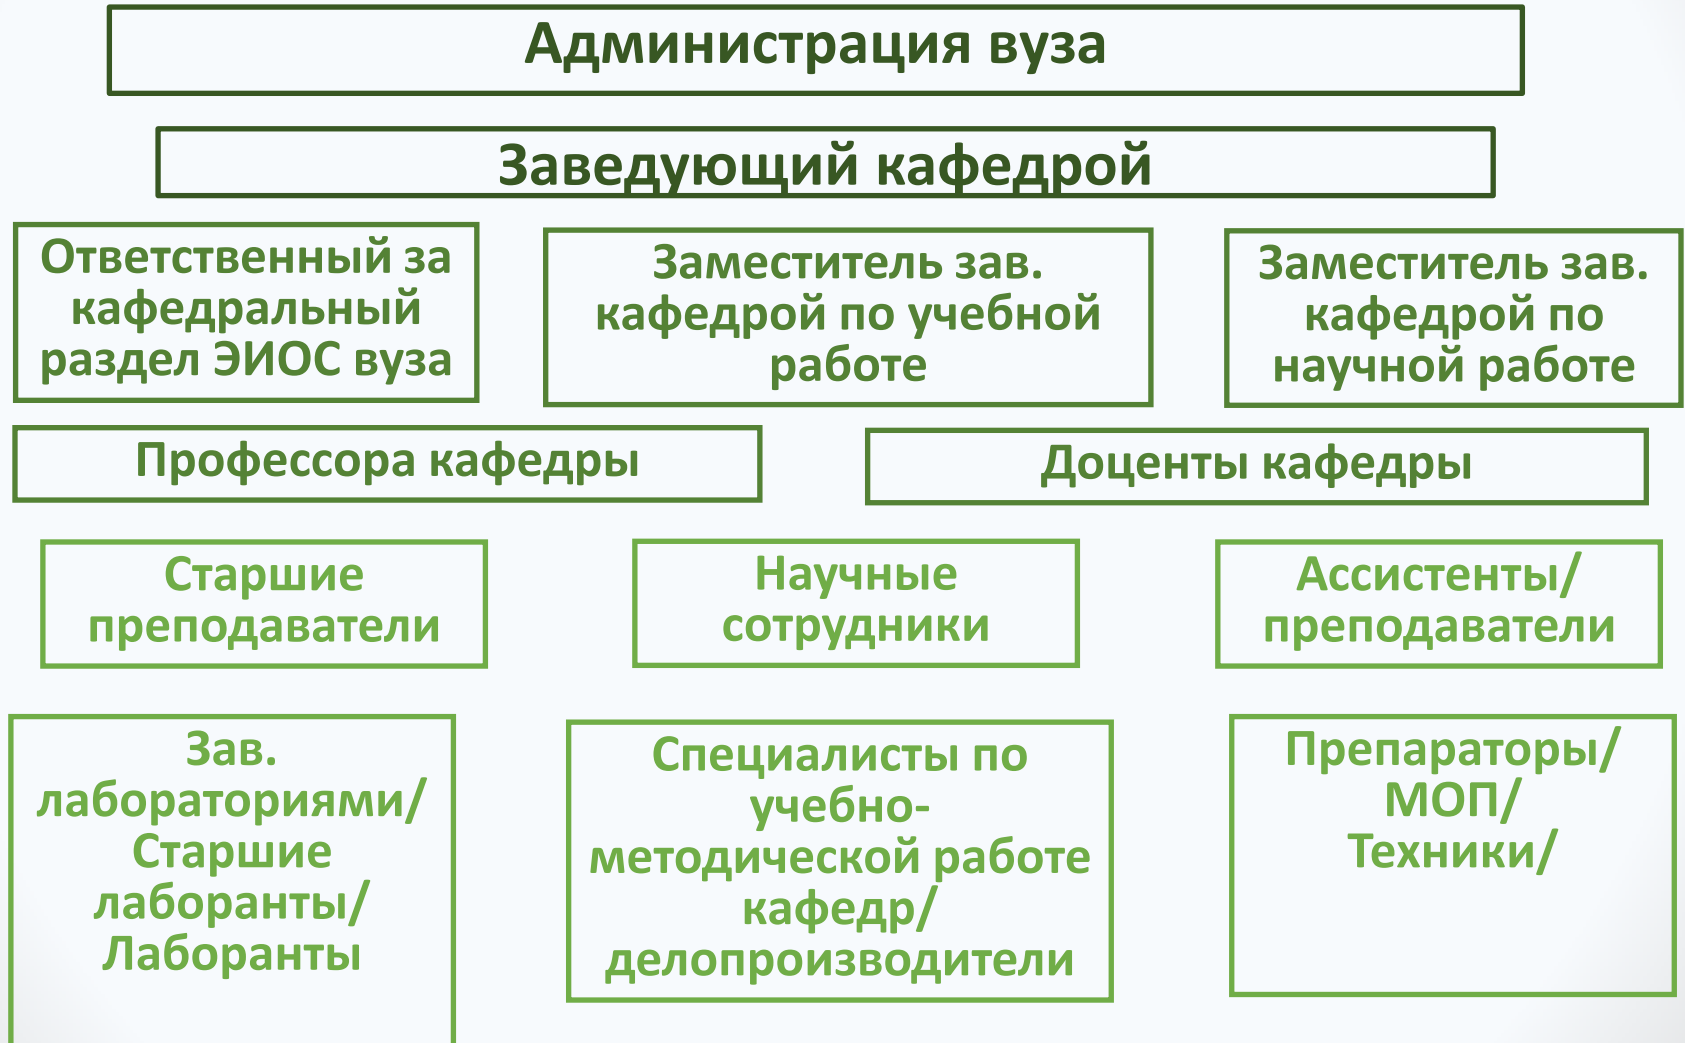 Администрация вуза
Заведующий кафедрой
Ответственный за
кафедральный
раздел ЭИОС вуза
Заместитель зав.
кафедрой по учебной
работе
Заместитель зав.
кафедрой по
научной работе
Профессора кафедры
Доценты кафедры
Старшие
преподаватели
Научные
сотрудники
Ассистенты/
преподаватели
Зав.
лабораториями/
Старшие
лаборанты/
Лаборанты
Специалисты по
учебно-
методической работе
кафедр/
делопроизводители
Препараторы/
МОП/
Техники/